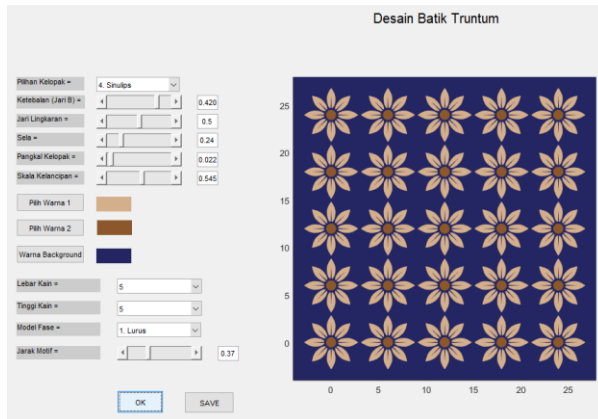 Desain Batik Truntum
Pilihan Kelopak = 4. Sinulips
Ketebalan (Jari B) = 0.420
Jari Lingkaran = 0.5
Sela = 0.24
Pangkal Kelopak = 0.022
Skala Kelancipan = 0.545
Pilih Warna 1
Pilih Warna 2
Warna Background
Lebar Kain = 5
Tinggi Kain = 5
Model Fase = 1. Lurus
Jarak Motif = 0.37
OK SAVE
25
20
15
10
5
0
0 5 10 15 20 25